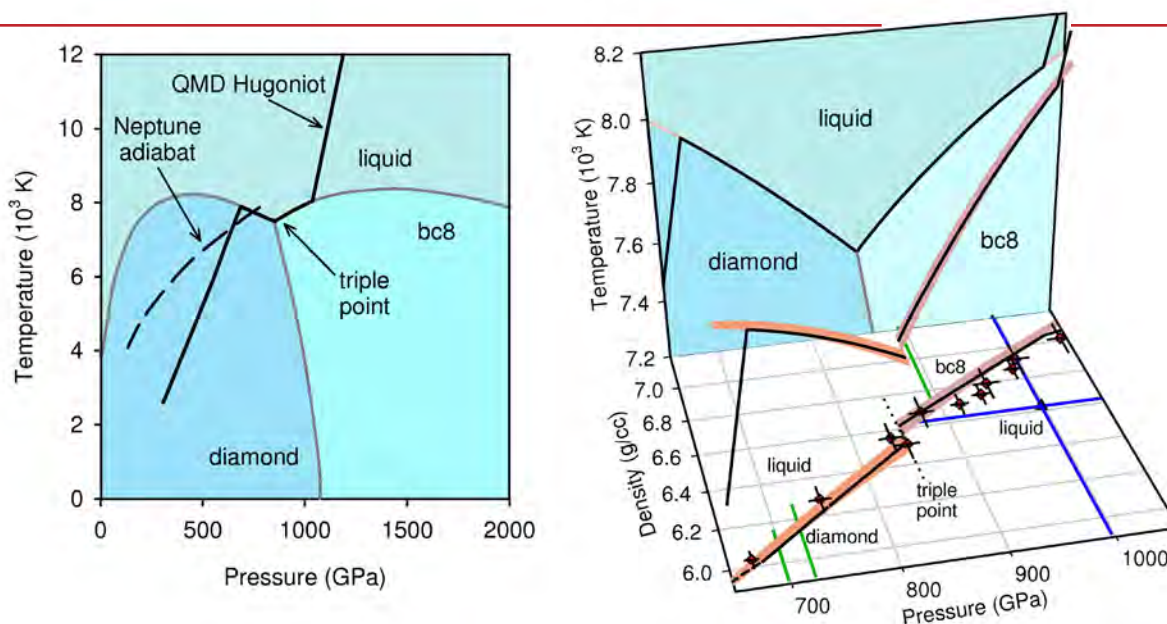 12
10
8
6
4
2
0
Temperature (10³ K)
0
500
1000
1500
2000
Pressure (GPa)
QMD Hugoniot
Neptune
adiabat
liquid
bc8
triple
point
diamond
8.2
8.0
7.8
7.6
7.4
7.2
Temperature (10³ K)
liquid
bc8
diamond
7.0
6.8
6.6
6.4
6.2
6.0
Density (g/cc)
bc8
liquid
liquid
triple
point
diamond
700
800
900
1000
Pressure (GPa)